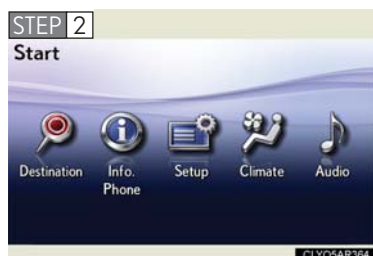 STEP 2
Start
Destination
Info.
Phone
Setup
Climate
Audio
CLYO5AR364